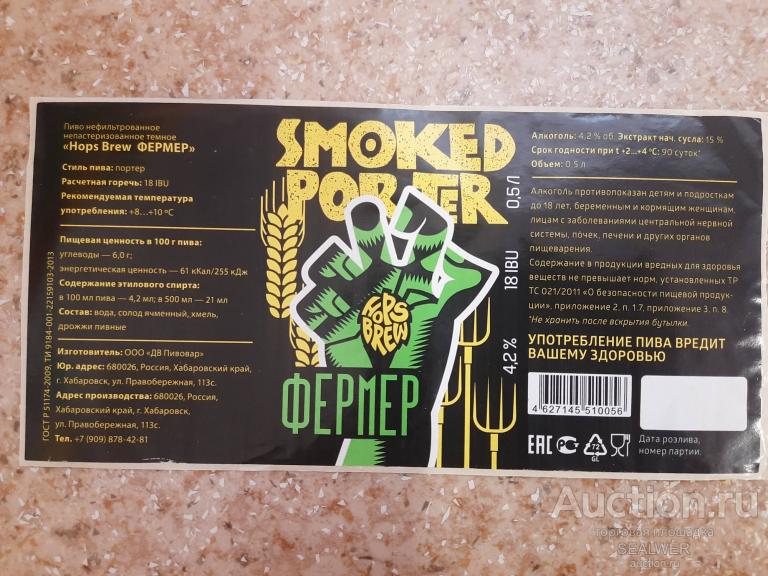 Пиво нефильтрованное
непастеризованное темное
«Hops Brew ФЕРМЕР»
Стиль пива: портер
Расчетная горечь: 18 IBU
Рекомендуемая температура
употребления: +8...+10 ºC
Пищевая ценность в 100 г пива:
углеводы — 6,0 г;
энергетическая ценность — 61 кКал/255 кДж
Содержание этилового спирта:
в 100 мл пива — 4,2 мл; в 500 мл — 21 мл
Состав: вода, солод ячменный, хмель,
дрожжи пивные
Изготовитель: ООО «ДВ Пивовар»
Юр. адрес: 680026, Россия, Хабаровский край,
г. Хабаровск, ул. Правобережная, 113с.
Адрес производства: 680026, Россия,
Хабаровский край, г. Хабаровск,
ул. Правобережная, 113с.
Тел. +7 (909) 878-42-81
ГОСТ Р 51174-2009, ТИ 9184-001-22159103-2013
SMOKED
PORTER
HOPS
BREW
ФЕРМЕР
4,2 % 18 IBU 0,5 Л
Алкоголь: 4,2 % об. Экстракт нач. сусла: 15 %
Срок годности при t +2...+4 ºC: 90 суток*
Объем: 0,5 л
Алкоголь противопоказан детям и подросткам
до 18 лет, беременным и кормящим женщинам,
лицам с заболеваниями центральной нервной
системы, почек, печени и других органов
пищеварения.
Содержание в продукции вредных для здоровья
веществ не превышает норм, установленных ТР
ТС 021/2011 «О безопасности пищевой продук-
ции», приложение 2, п. 1.7, приложение 3, п. 8.
*Не хранить после вскрытия бутылки.
УПОТРЕБЛЕНИЕ ПИВА ВРЕДИТ
ВАШЕМУ ЗДОРОВЬЮ
4 627145 510056
EAC
72
GL
Дата розлива,
номер партии.
Auction.ru
торговая площадка
SEALWER
auction.ru